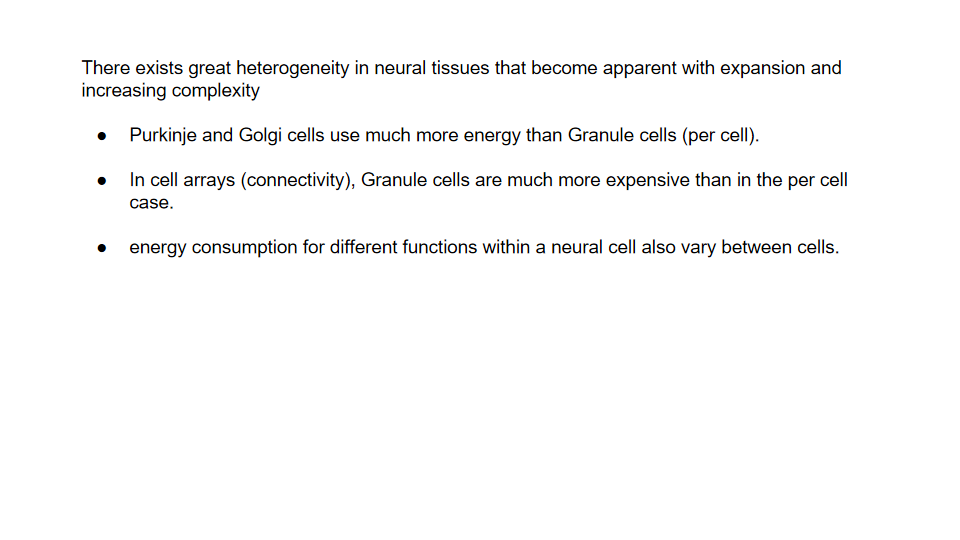 There exists great heterogeneity in neural tissues that become apparent with expansion and
increasing complexity
● Purkinje and Golgi cells use much more energy than Granule cells (per cell).
● In cell arrays (connectivity), Granule cells are much more expensive than in the per cell
case.
● energy consumption for different functions within a neural cell also vary between cells.